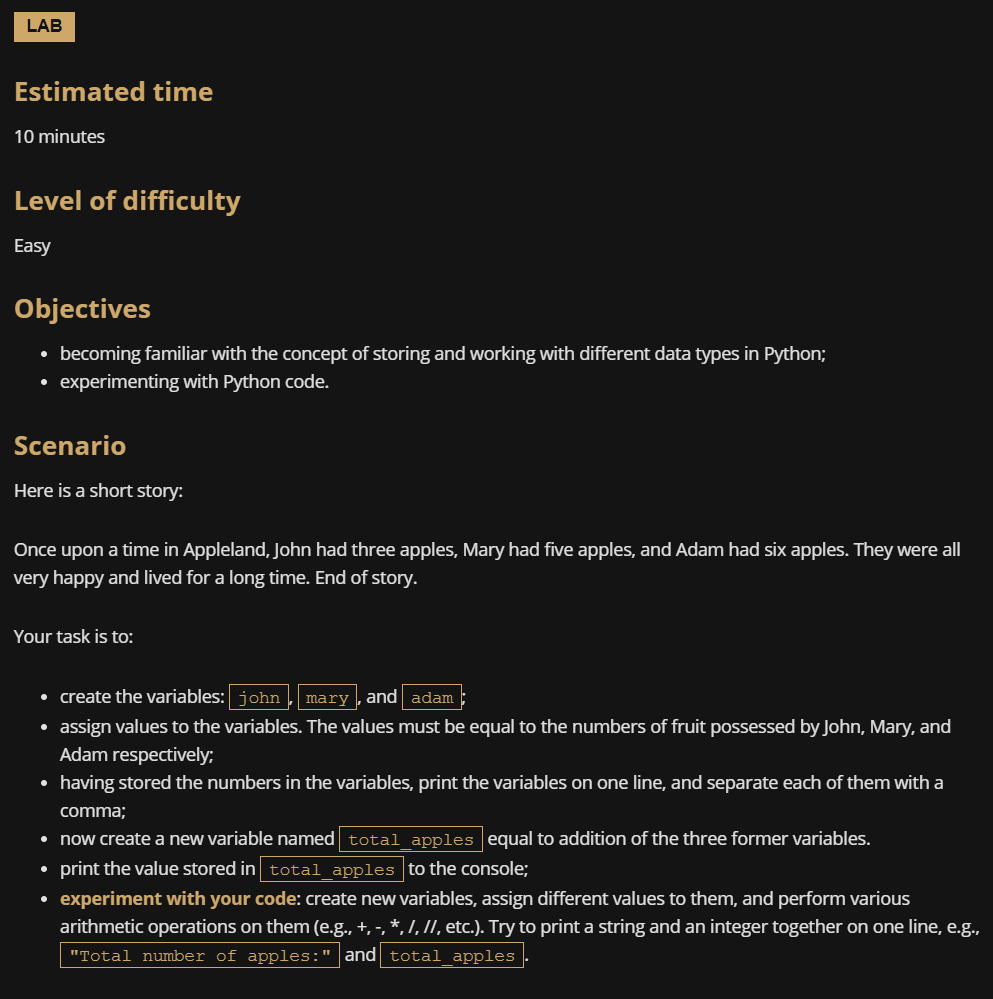 LAB
Estimated time
10 minutes
Level of difficulty
Easy
Objectives
• becoming familiar with the concept of storing and working with different data types in Python;
• experimenting with Python code.
Scenario
Here is a short story:
Once upon a time in Appleland, John had three apples, Mary had five apples, and Adam had six apples. They were all
very happy and lived for a long time. End of story.
Your task is to:
• create the variables: john, mary, and adam;
• assign values to the variables. The values must be equal to the numbers of fruit possessed by John, Mary, and
Adam respectively;
• having stored the numbers in the variables, print the variables on one line, and separate each of them with a
comma;
• now create a new variable named total_apples equal to addition of the three former variables.
• print the value stored in total_apples to the console;
• experiment with your code: create new variables, assign different values to them, and perform various
arithmetic operations on them (e.g., +, -, *, /, //, etc.). Try to print a string and an integer together on one line, e.g.,
"Total number of apples:" and total_apples.